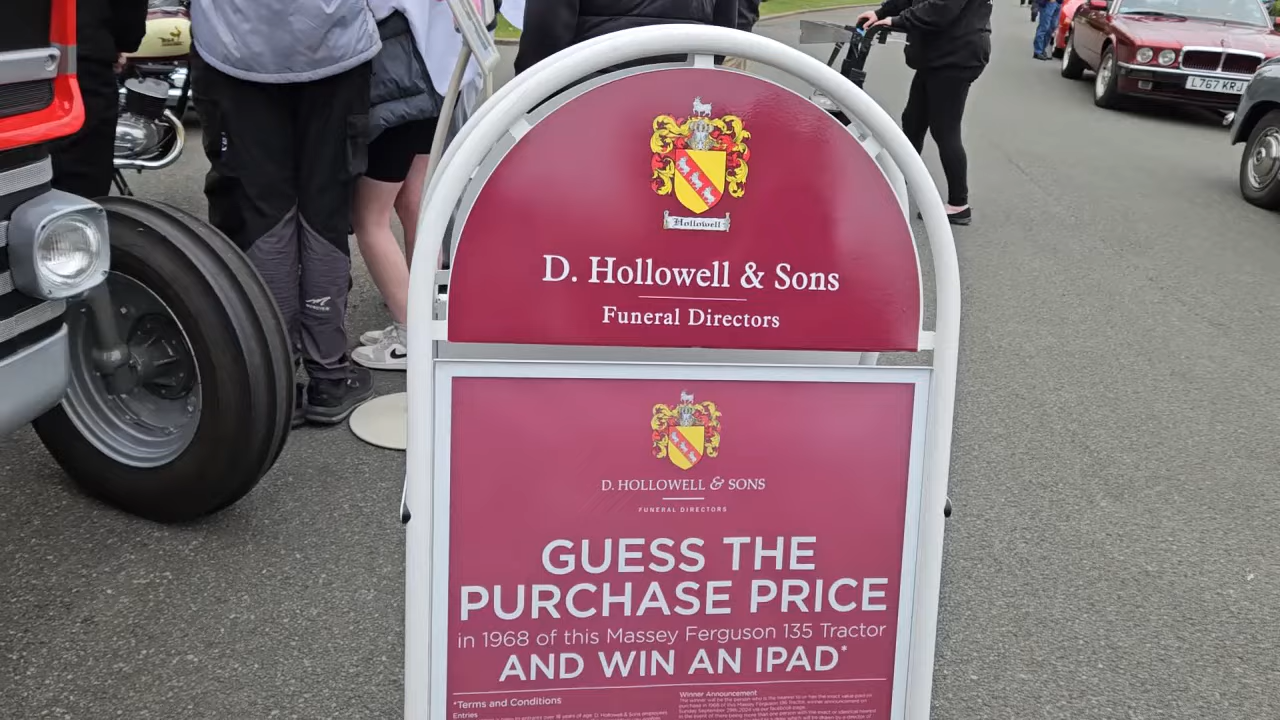 L767 KRJ
Hollowell
D. Hollowell & Sons
Funeral Directors
D. HOLLOWELL & SONS
FUNERAL DIRECTORS
GUESS THE
PURCHASE PRICE
in 1968 of this Massey Ferguson 135 Tractor
AND WIN AN IPAD*
*Terms and Conditions
Entries
Winner Announcement